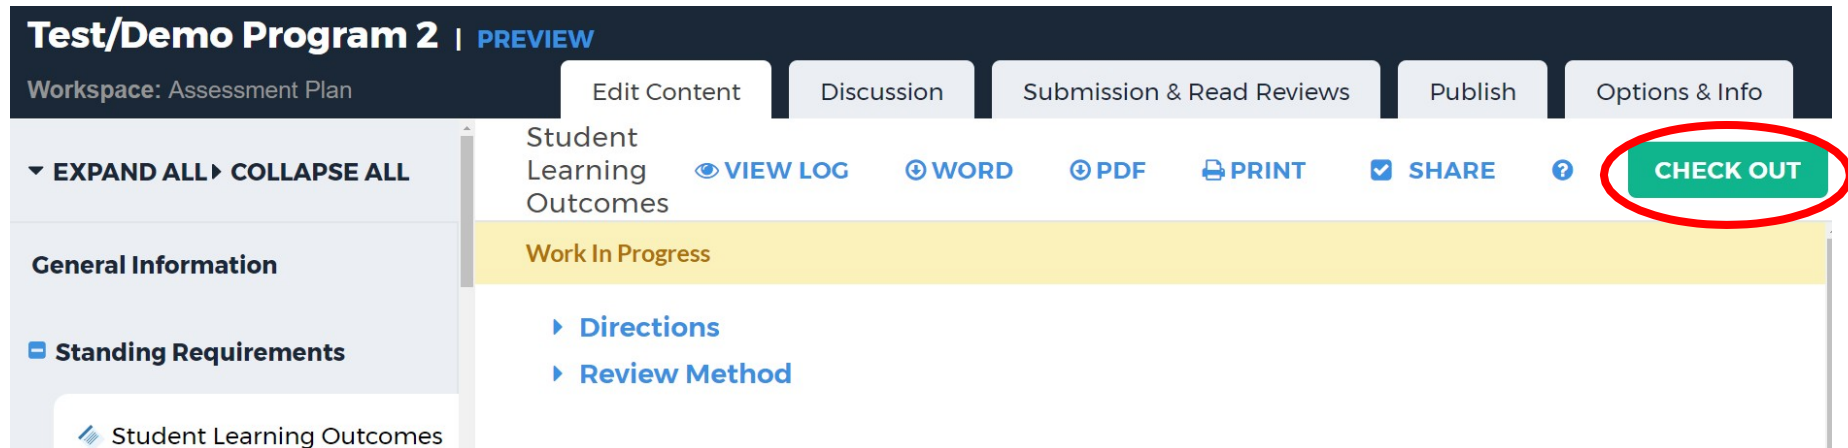 Test/Demo Program 2 | PREVIEW
Workspace: Assessment Plan
Edit Content
Discussion
Submission & Read Reviews
Publish
Options & Info
EXPAND ALL COLLAPSE ALL
General Information
Standing Requirements
Student Learning Outcomes
Student
Learning
Outcomes
VIEW LOG
WORD
PDF
PRINT
SHARE
?
CHECK OUT
Work In Progress
Directions
Review Method